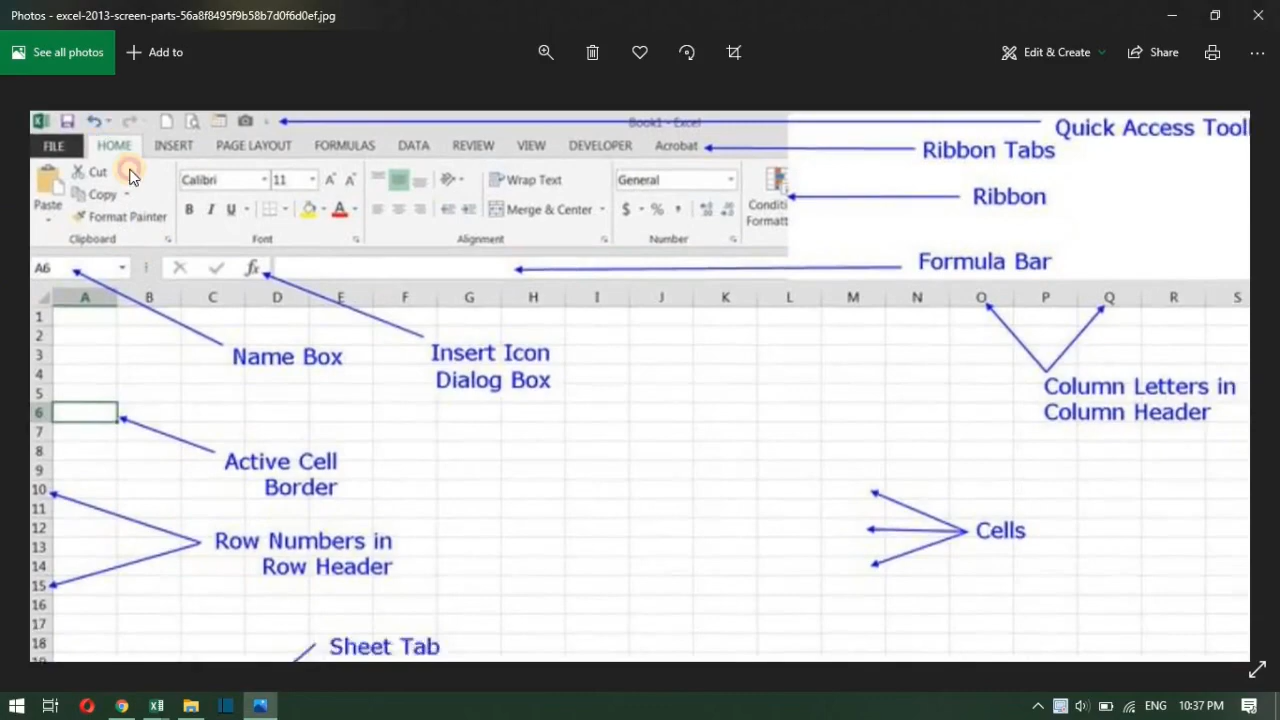 Photos - excel-2013-screen-parts-56a8f8495f9b58b7d0f6d0ef.jpg
See all photos Add to Edit & Create Share
Book1 - Excel
Quick Access Tooll
FILE HOME INSERT PAGE LAYOUT FORMULAS DATA REVIEW VIEW DEVELOPER Acrobat
Ribbon Tabs
Cut Calibri 11 A A Wrap Text General
Copy
Ribbon
Paste Format Painter B I U A Merge & Center $ % , Conditi
Formatt
Clipboard Font Alignment Number
A6 fx
Formula Bar
A B C D E F G H I J K L M N O P Q R S
1
2
3
4
5
6
7
8
9
10
11
12
13
14
15
16
17
18
Name Box
Insert Icon
Dialog Box
Column Letters in
Column Header
Active Cell
Border
Row Numbers in
Row Header
Cells
Sheet Tab
ENG 10:37 PM